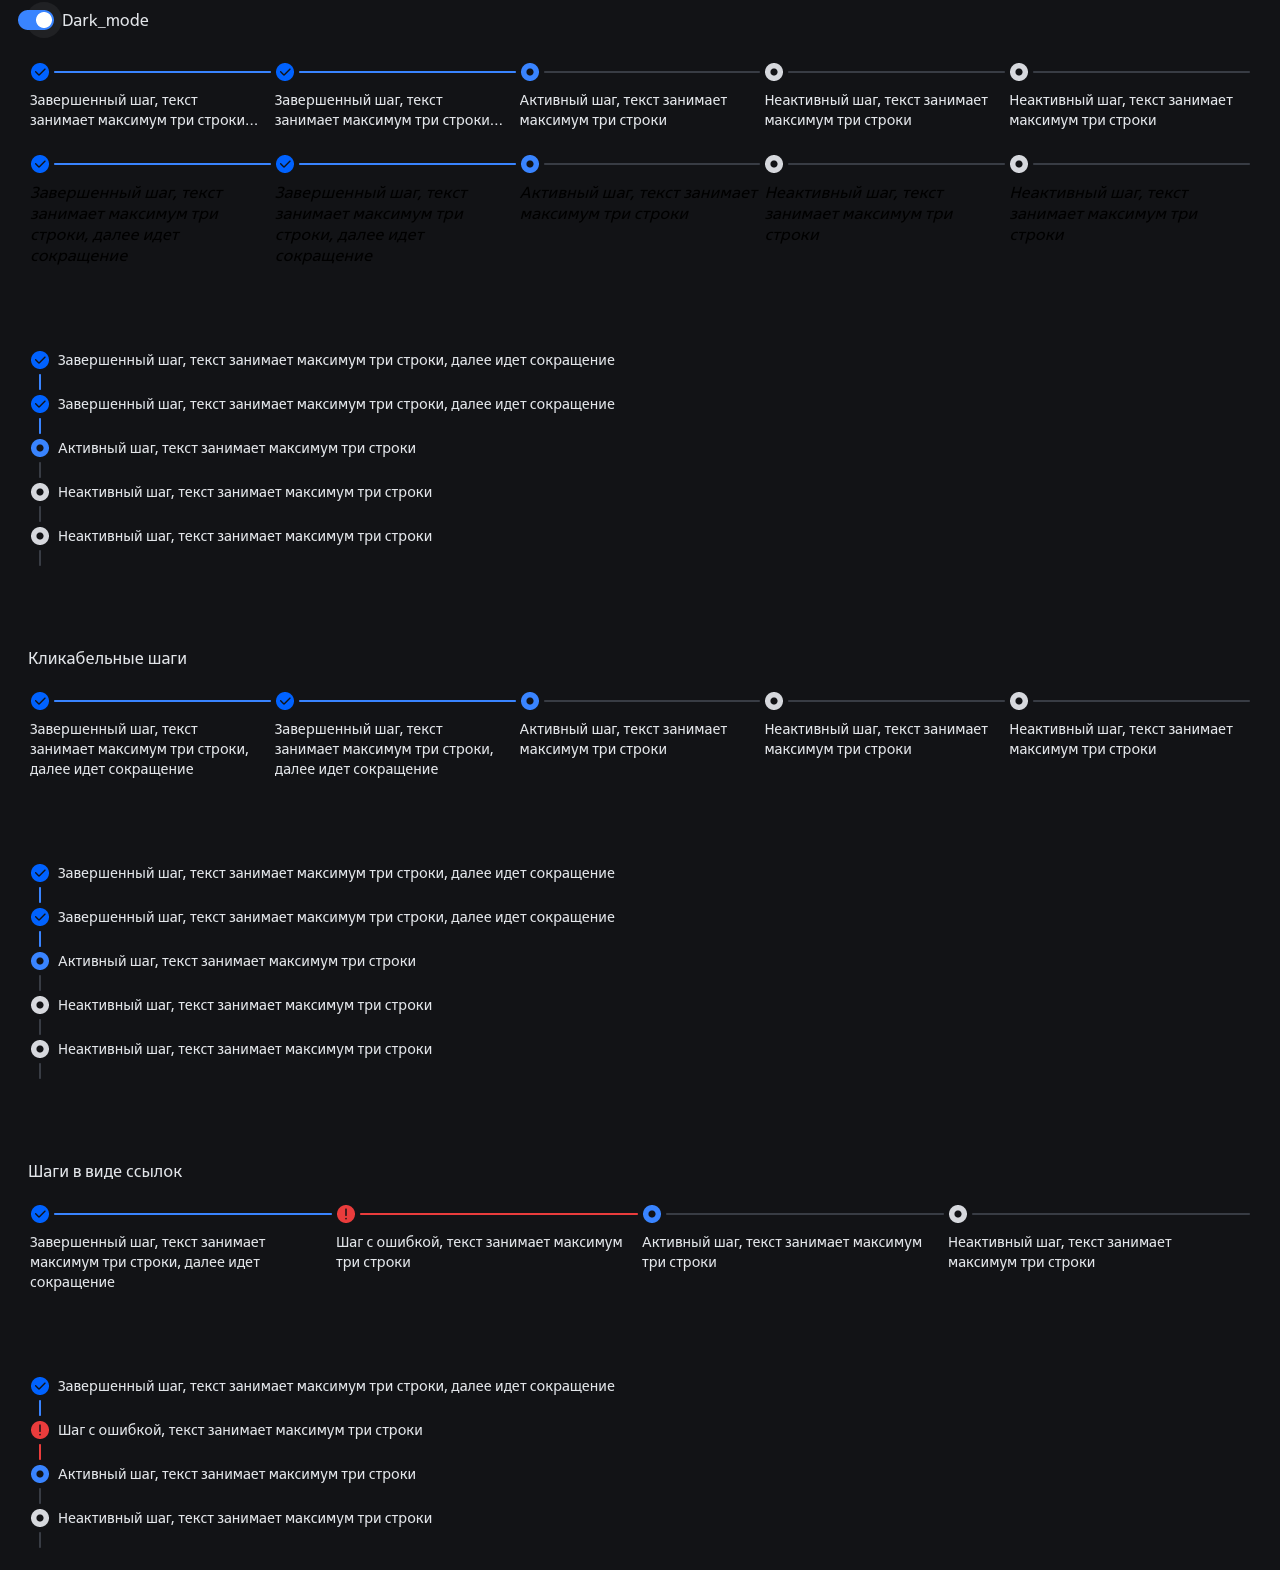 Dark_mode
Завершенный шаг, текст
занимает максимум три строки…
Завершенный шаг, текст
занимает максимум три строки…
Активный шаг, текст занимает
максимум три строки
Неактивный шаг, текст занимает
максимум три строки
Неактивный шаг, текст занимает
максимум три строки
Завершенный шаг, текст
занимает максимум три
строки, далее идет
сокращение
Завершенный шаг, текст
занимает максимум три
строки, далее идет
сокращение
Активный шаг, текст занимает
максимум три строки
Неактивный шаг, текст
занимает максимум три
строки
Неактивный шаг, текст
занимает максимум три
строки
Завершенный шаг, текст занимает максимум три строки, далее идет сокращение
Завершенный шаг, текст занимает максимум три строки, далее идет сокращение
Активный шаг, текст занимает максимум три строки
Неактивный шаг, текст занимает максимум три строки
Неактивный шаг, текст занимает максимум три строки
Кликабельные шаги
Завершенный шаг, текст
занимает максимум три строки,
далее идет сокращение
Завершенный шаг, текст
занимает максимум три строки,
далее идет сокращение
Активный шаг, текст занимает
максимум три строки
Неактивный шаг, текст занимает
максимум три строки
Неактивный шаг, текст занимает
максимум три строки
Завершенный шаг, текст занимает максимум три строки, далее идет сокращение
Завершенный шаг, текст занимает максимум три строки, далее идет сокращение
Активный шаг, текст занимает максимум три строки
Неактивный шаг, текст занимает максимум три строки
Неактивный шаг, текст занимает максимум три строки
Шаги в виде ссылок
Завершенный шаг, текст занимает
максимум три строки, далее идет
сокращение
Шаг с ошибкой, текст занимает максимум
три строки
Активный шаг, текст занимает максимум
три строки
Неактивный шаг, текст занимает
максимум три строки
Завершенный шаг, текст занимает максимум три строки, далее идет сокращение
Шаг с ошибкой, текст занимает максимум три строки
Активный шаг, текст занимает максимум три строки
Неактивный шаг, текст занимает максимум три строки